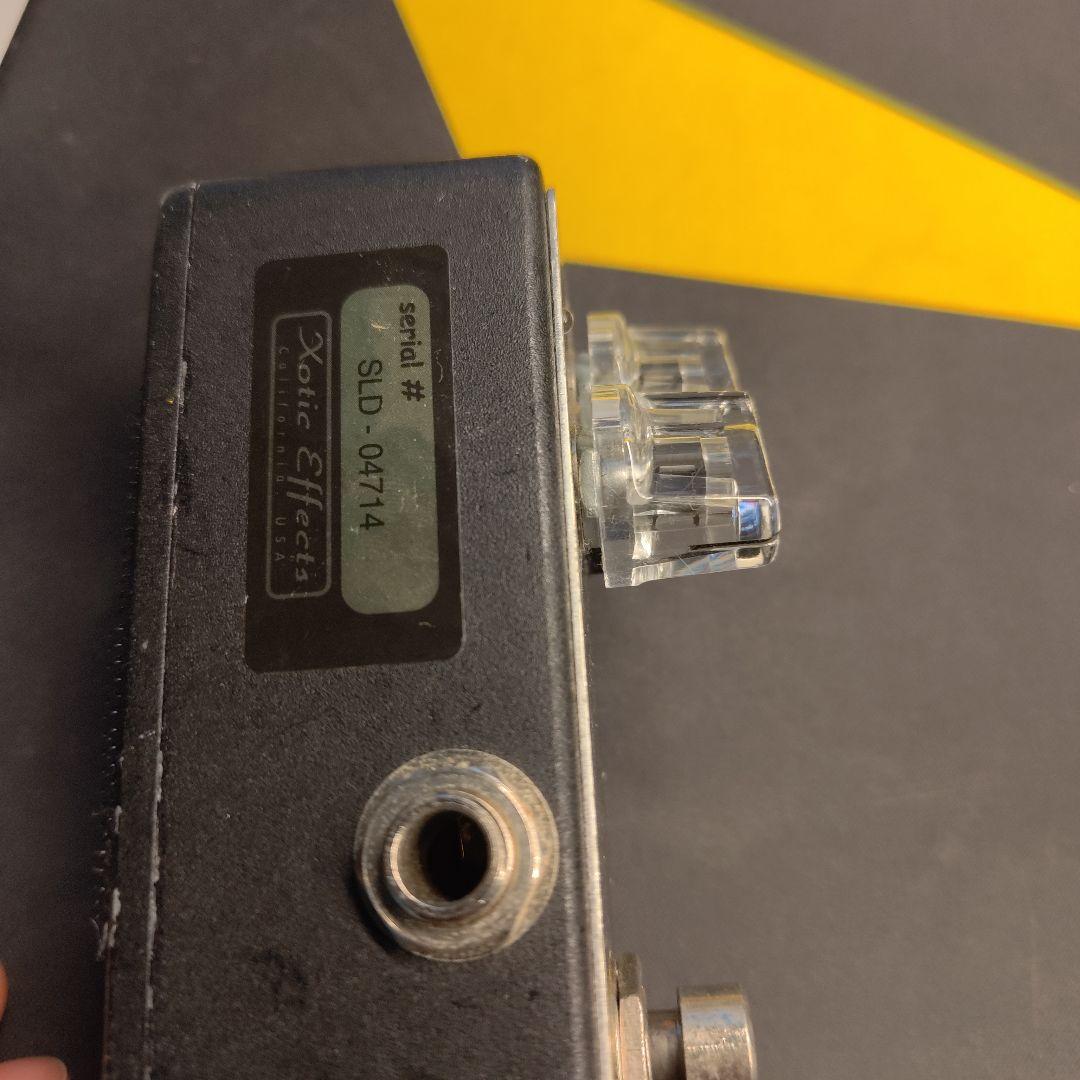 serial #
SLD - 04714
Xotic Effects
California, USA